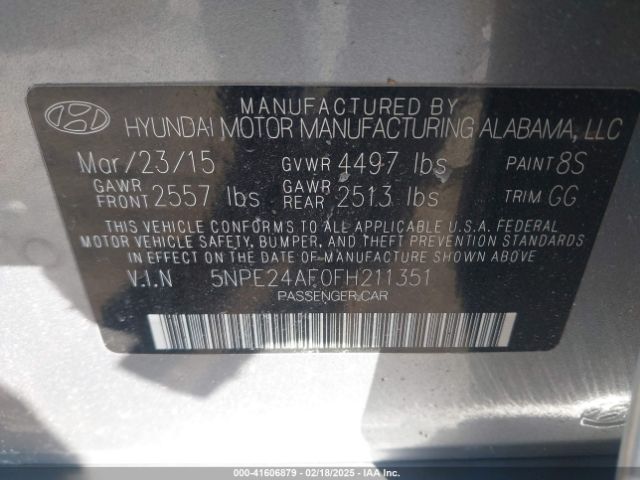 MANUFACTURED BY
HYUNDAI MOTOR MANUFACTURING ALABAMA, LLC
Mar/23/15 GVWR 4497 lbs PAINT 8S
GAWR FRONT 2557 lbs GAWR REAR 2513 lbs TRIM GG
THIS VEHICLE CONFORMS TO ALL APPLICABLE U.S.A. FEDERAL
MOTOR VEHICLE SAFETY, BUMPER, AND THEFT PREVENTION
STANDARDS IN EFFECT ON THE DATE OF MANUFACTURE SHOWN ABOVE
V.I.N 5NPE24AF0FH211351
PASSENGER CAR
000-41606879 - 02/18/2025 - IAA Inc.